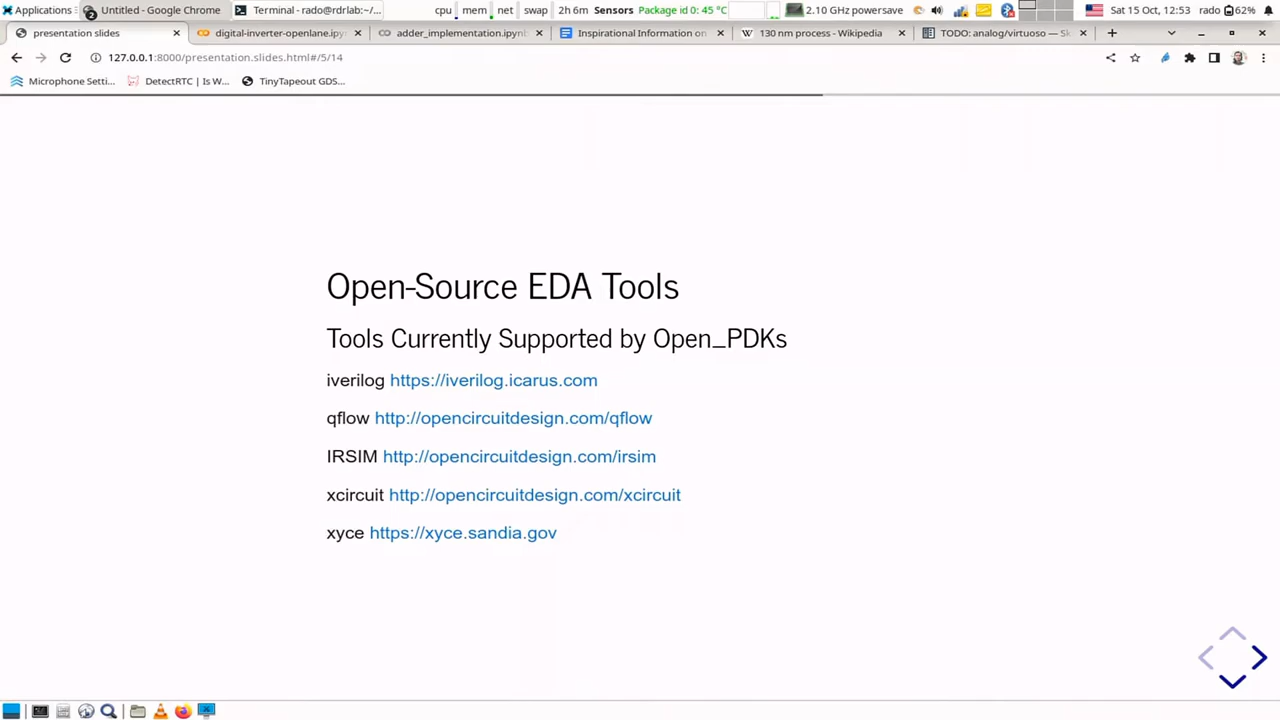 Applications
Untitled - Google Chrome
Terminal - rado@rdrlab:~/...
cpu
mem
net
swap
2h 6m
Sensors
Package id 0: 45 °C
2.10 GHz powersave
Sat 15 Oct, 12:53
rado
62%
presentation slides
digital-inverter-openlane.ipy
adder_implementation.ipynb
Inspirational Information on
130 nm process - Wikipedia
TODO: analog/virtuoso — S
127.0.0.1:8000/presentation.slides.html#/5/14
Microphone Setti...
DetectRTC | Is W...
TinyTapeout GDS...
Open-Source EDA Tools
Tools Currently Supported by Open_PDKs
iverilog https://iverilog.icarus.com
qflow http://opencircuitdesign.com/qflow
IRSIM http://opencircuitdesign.com/irsim
xcircuit http://opencircuitdesign.com/xcircuit
xyce https://xyce.sandia.gov